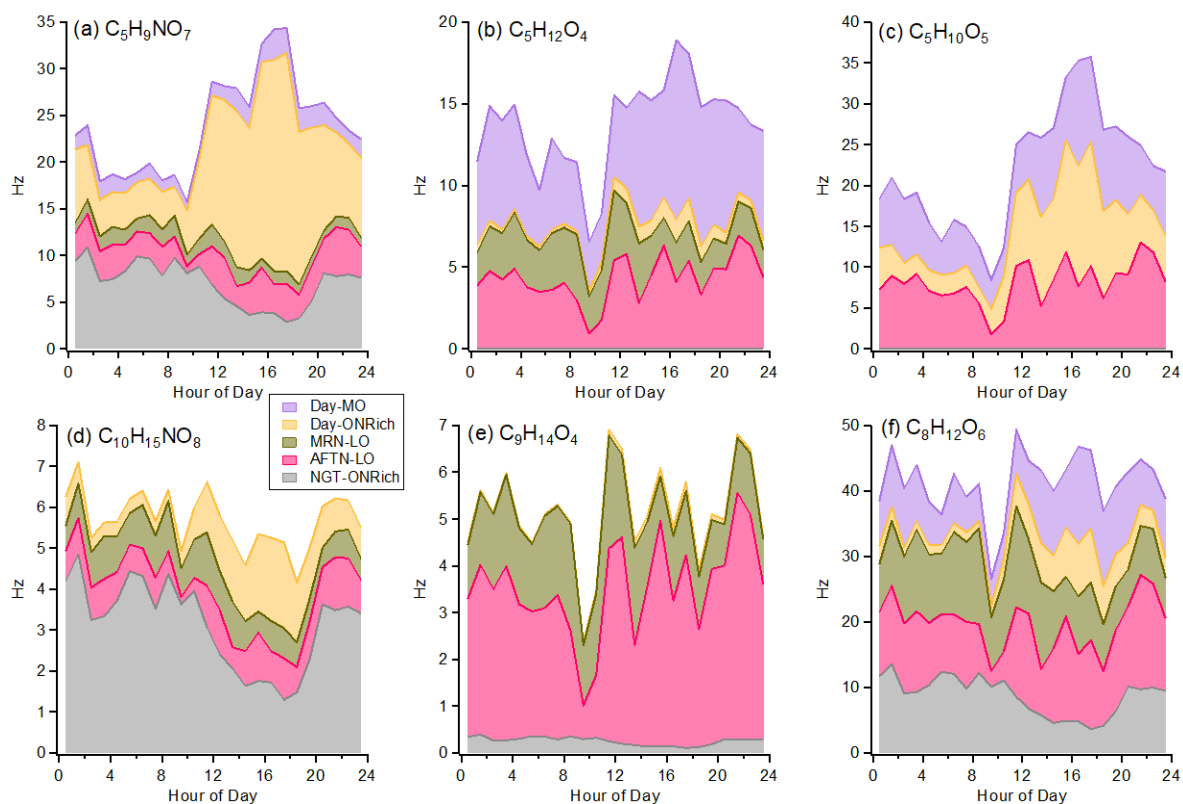 (a) C5H9NO7
35
30
25
20
15
10
5
0
Hz
0 4 8 12 16 20 24
Hour of Day
(b) C5H12O4
20
15
10
5
0
Hz
0 4 8 12 16 20 24
Hour of Day
(c) C5H10O5
40
35
30
25
20
15
10
5
0
Hz
0 4 8 12 16 20 24
Hour of Day
Day-MO
Day-ONRich
MRN-LO
AFTN-LO
NGT-ONRich
(d) C10H15NO8
8
7
6
5
4
3
2
1
0
Hz
0 4 8 12 16 20 24
Hour of Day
(e) C9H14O4
7
6
5
4
3
2
1
0
Hz
0 4 8 12 16 20 24
Hour of Day
(f) C8H12O6
50
40
30
20
10
0
Hz
0 4 8 12 16 20 24
Hour of Day